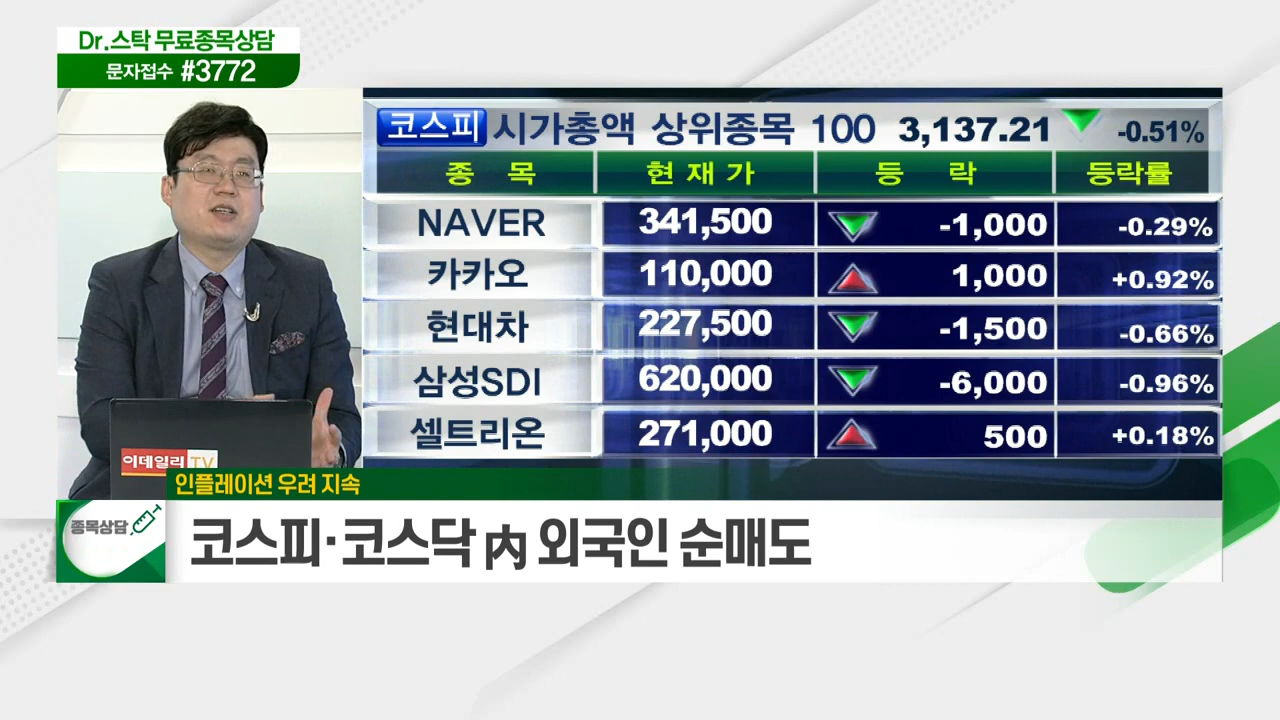 Dr.스탁 무료종목상담
문자접수 #3772
코스피 시가총액 상위종목 100 3,137.21 -0.51%
종 목 현재가 등 락 등락률
NAVER 341,500 -1,000 -0.29%
카카오 110,000 1,000 +0.92%
현대차 227,500 -1,500 -0.66%
삼성SDI 620,000 -6,000 -0.96%
셀트리온 271,000 500 +0.18%
이데일리 TV
인플레이션 우려 지속
종목상담
코스피·코스닥 內 외국인 순매도